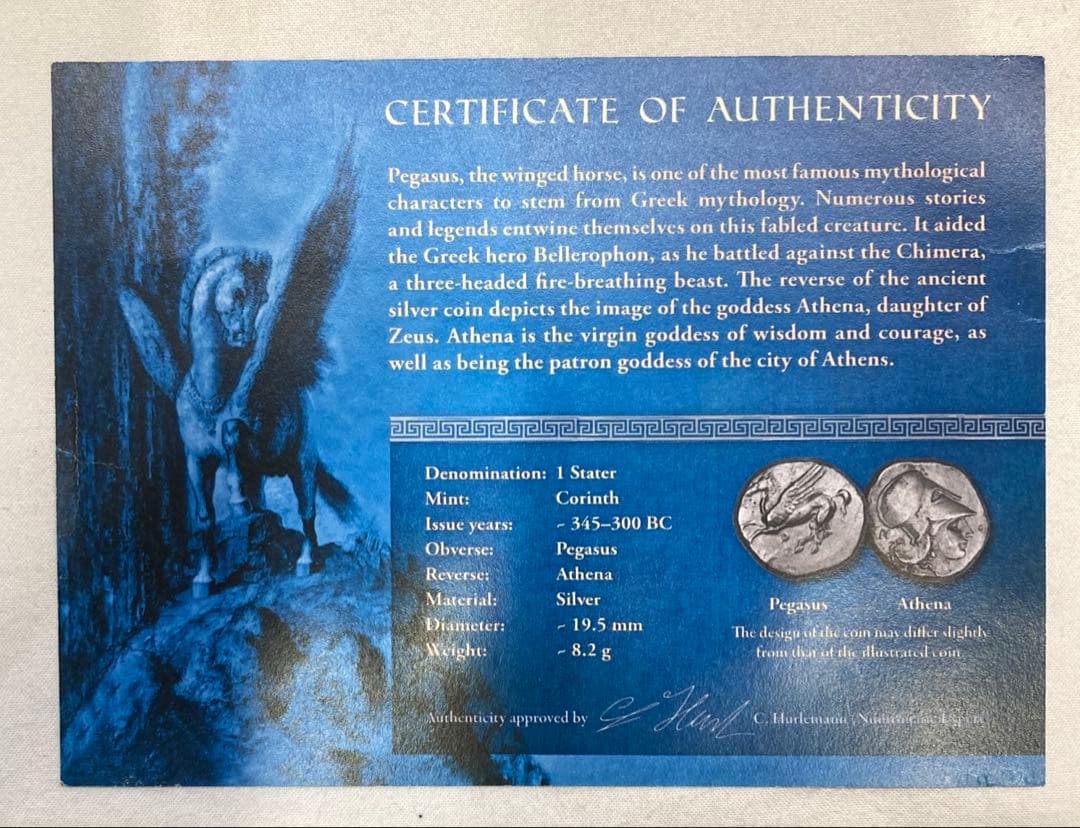 CERTIFICATE OF AUTHENTICITY
Pegasus, the winged horse, is one of the most famous mythological
characters to stem from Greek mythology. Numerous stories
and legends entwine themselves on this fabled creature. It aided
the Greek hero Bellerophon, as he battled against the Chimera,
a three-headed fire-breathing beast. The reverse of the ancient
silver coin depicts the image of the goddess Athena, daughter of
Zeus. Athena is the virgin goddess of wisdom and courage, as
well as being the patron goddess of the city of Athens.
Denomination: 1 Stater
Mint: Corinth
Issue years: ~ 345–300 BC
Obverse: Pegasus
Reverse: Athena
Material: Silver
Diameter: ~ 19.5 mm
Weight: ~ 8.2 g
Pegasus Athena
The design of the coin may differ slightly
from that of the illustrated coin
Authenticity approved by C. Hurlemann